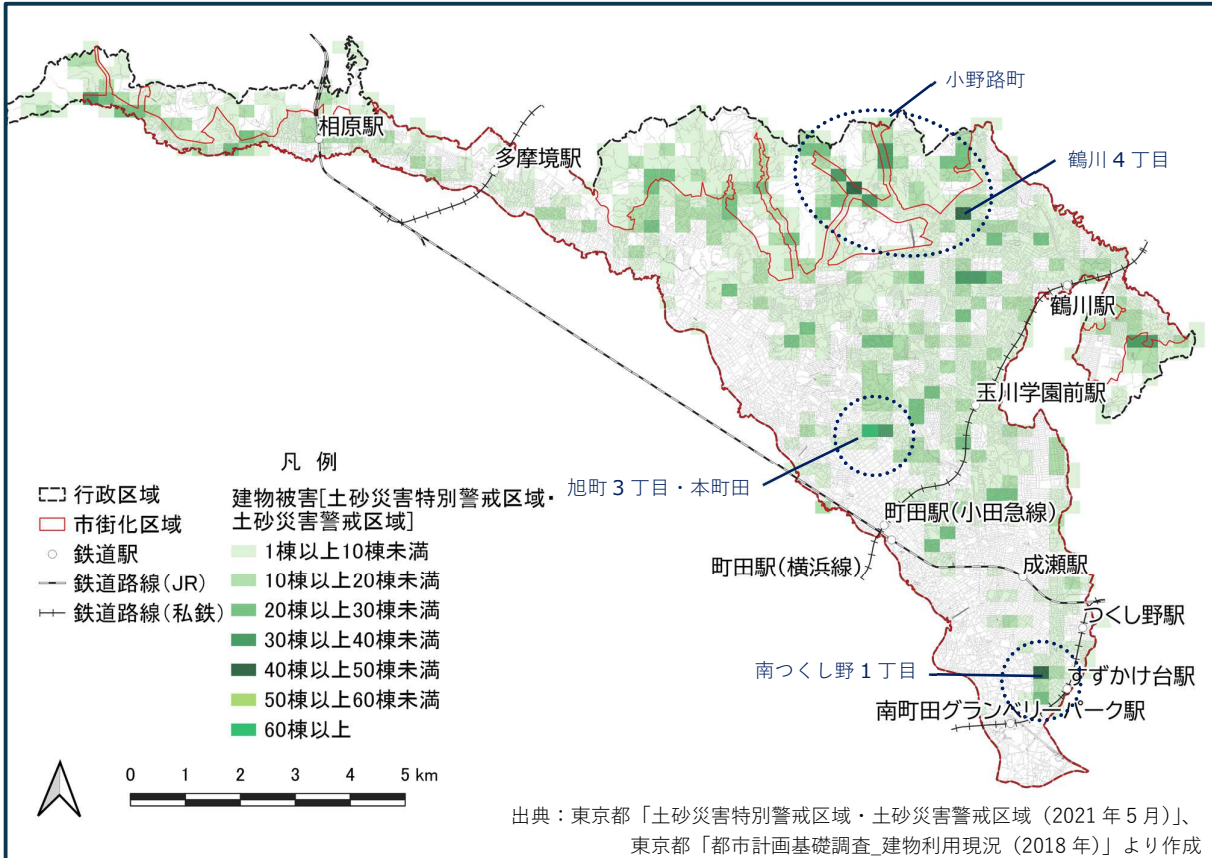 小野路町
鶴川４丁目
相原駅
多摩境駅
鶴川駅
玉川学園前駅
旭町３丁目・本町田
町田駅(小田急線)
町田駅(横浜線)
成瀬駅
つくし野駅
南つくし野１丁目
すずかけ台駅
南町田グランベリーパーク駅
凡 例
行政区域
市街化区域
鉄道駅
鉄道路線(JR)
鉄道路線(私鉄)
建物被害[土砂災害特別警戒区域・
土砂災害警戒区域]
1棟以上10棟未満
10棟以上20棟未満
20棟以上30棟未満
30棟以上40棟未満
40棟以上50棟未満
50棟以上60棟未満
60棟以上
0 1 2 3 4 5 km
出典：東京都「土砂災害特別警戒区域・土砂災害警戒区域（2021年5月）」、
東京都「都市計画基礎調査_建物利用現況（2018年）」より作成